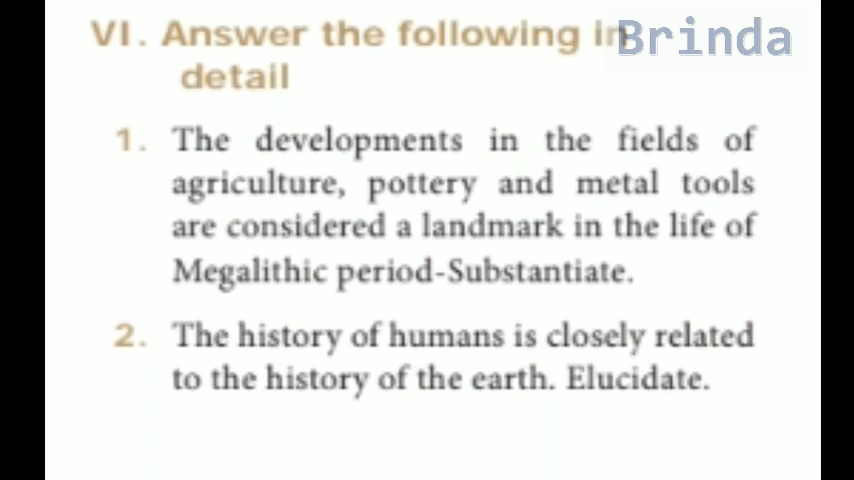 VI. Answer the following in Brinda
detail
1. The developments in the fields of
agriculture, pottery and metal tools
are considered a landmark in the life of
Megalithic period-Substantiate.
2. The history of humans is closely related
to the history of the earth. Elucidate.